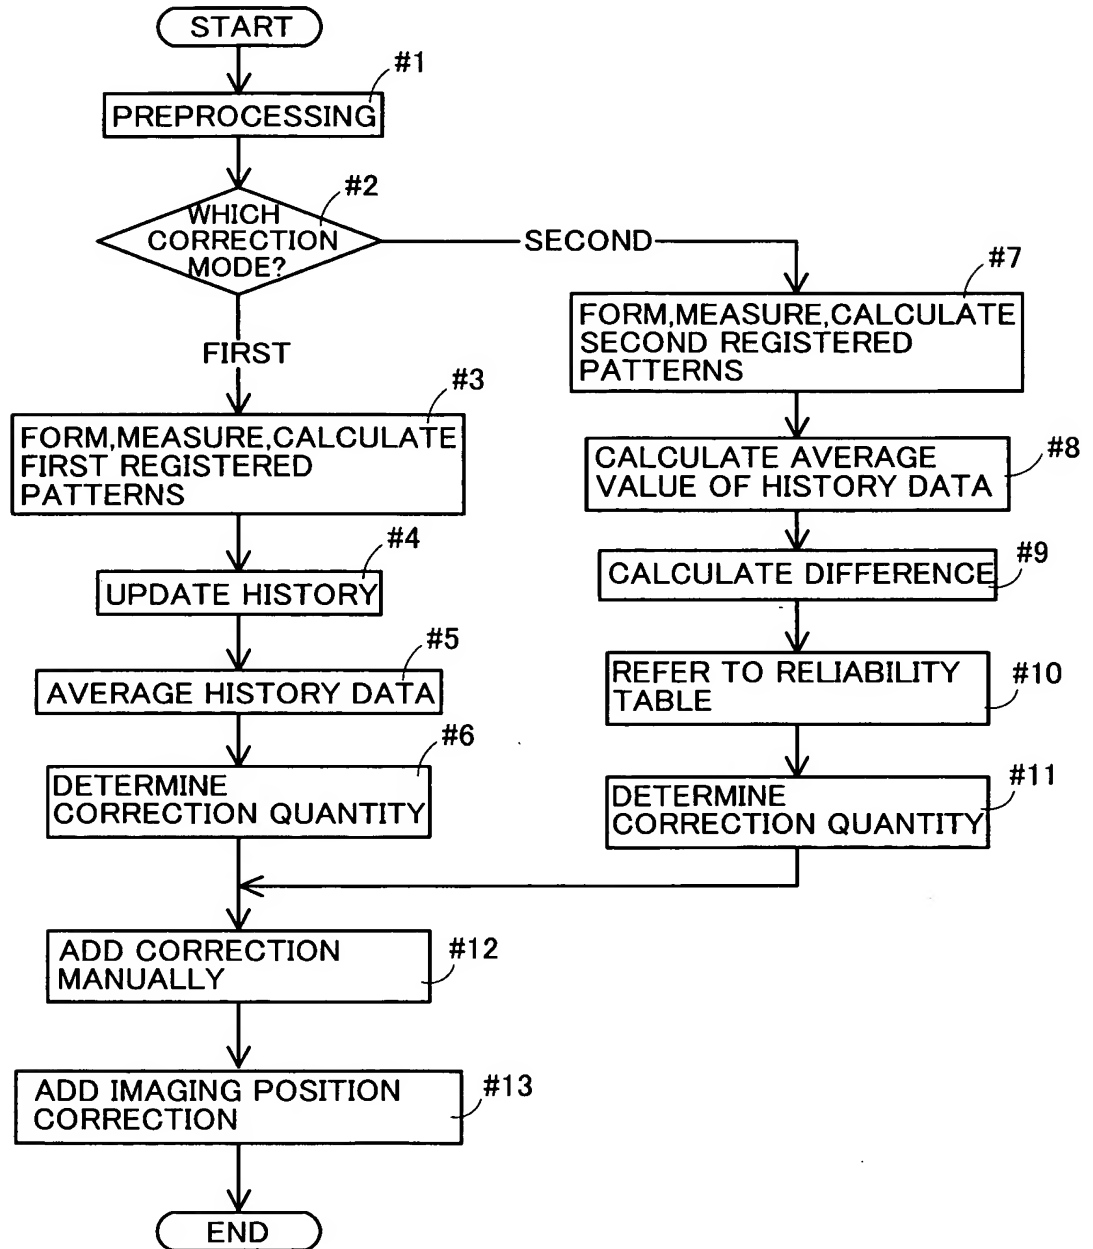 START
#1
PREPROCESSING
#2
WHICH
CORRECTION
MODE?
SECOND
FIRST
#3
FORM,MEASURE,CALCULATE
FIRST REGISTERED
PATTERNS
#4
UPDATE HISTORY
#5
AVERAGE HISTORY DATA
#6
DETERMINE
CORRECTION QUANTITY
#7
FORM,MEASURE,CALCULATE
SECOND REGISTERED
PATTERNS
#8
CALCULATE AVERAGE
VALUE OF HISTORY DATA
#9
CALCULATE DIFFERENCE
#10
REFER TO RELIABILITY
TABLE
#11
DETERMINE
CORRECTION QUANTITY
#12
ADD CORRECTION
MANUALLY
#13
ADD IMAGING POSITION
CORRECTION
END